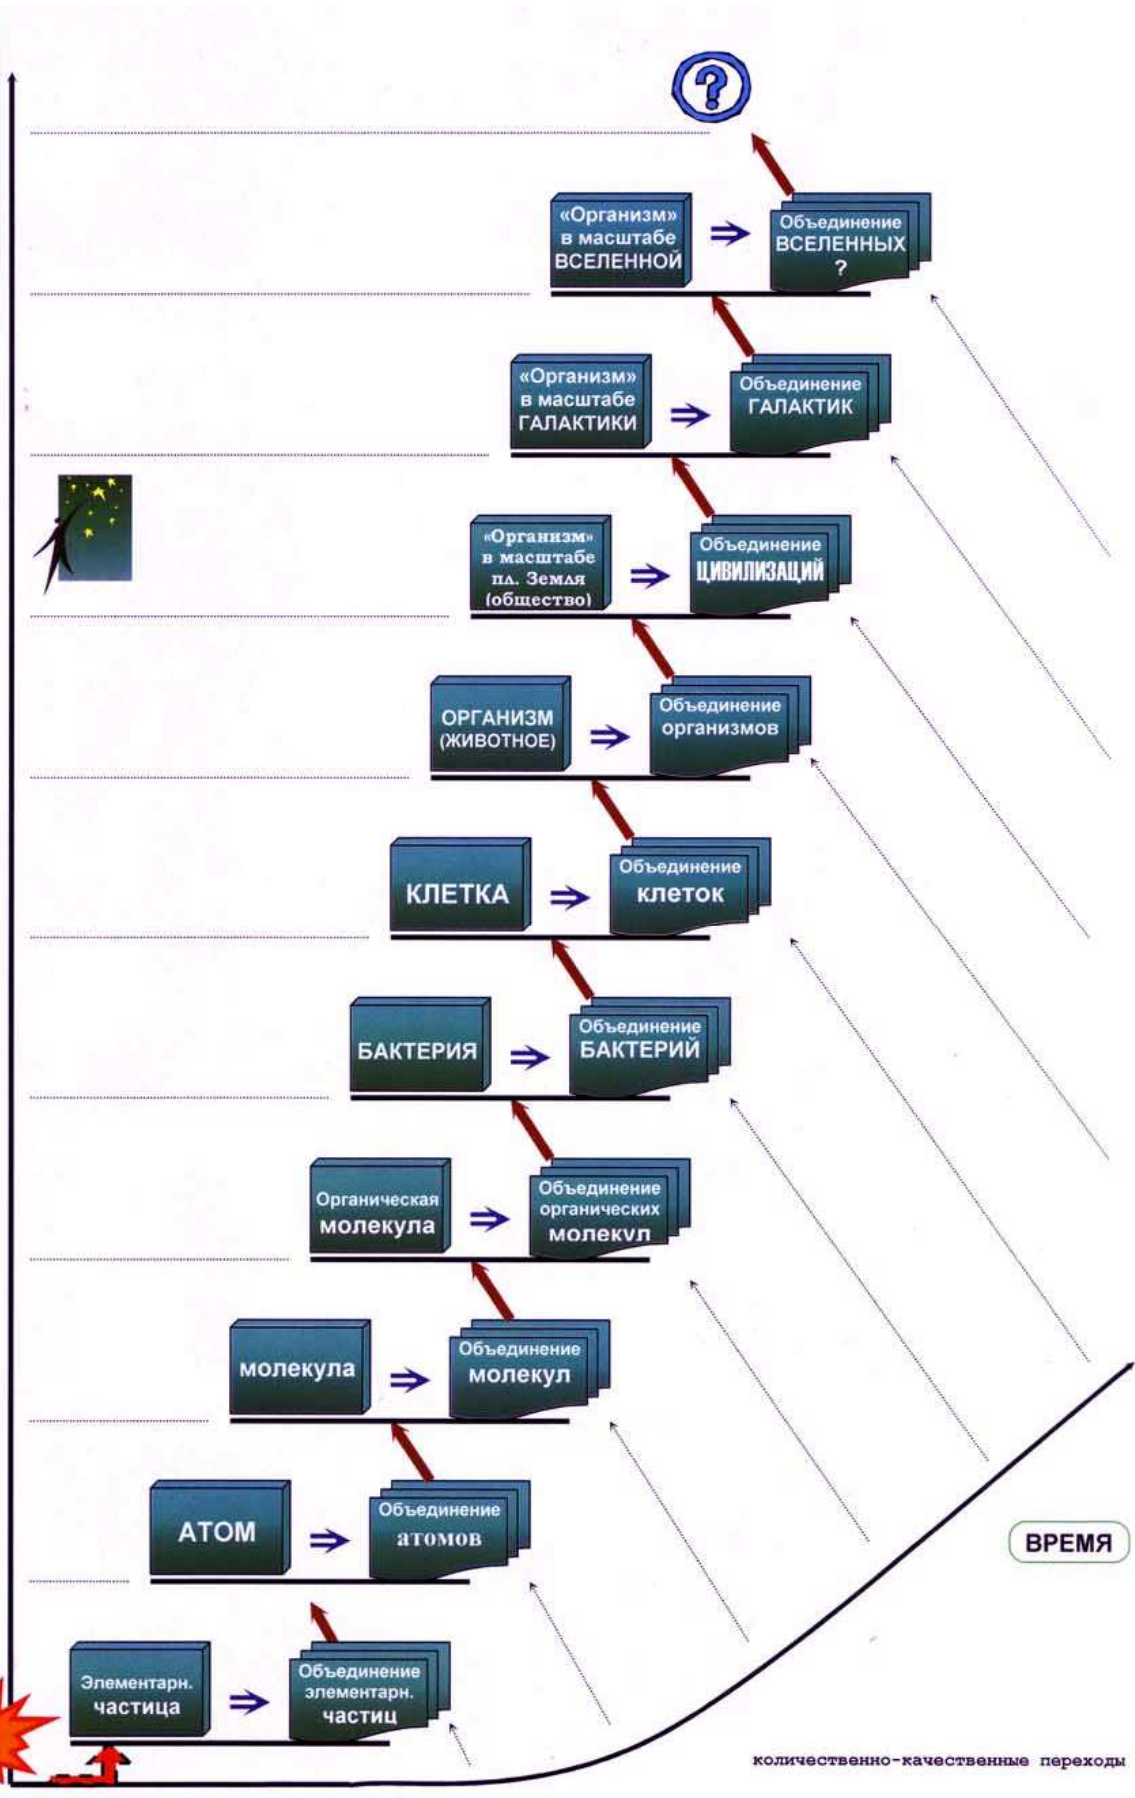 ?
«Организм»
в масштабе
ВСЕЛЕННОЙ
Объединение
ВСЕЛЕННЫХ
?
«Организм»
в масштабе
ГАЛАКТИКИ
Объединение
ГАЛАКТИК
«Организм»
в масштабе
пл. Земля
(общество)
Объединение
ЦИВИЛИЗАЦИЙ
ОРГАНИЗМ
(ЖИВОТНОЕ)
Объединение
организмов
КЛЕТКА
Объединение
клеток
БАКТЕРИЯ
Объединение
БАКТЕРИЙ
Органическая
молекула
Объединение
органических
молекул
молекула
Объединение
молекул
АТОМ
Объединение
атомов
ВРЕМЯ
Элементарн.
частица
Объединение
элементарн.
частиц
количественно-качественные переходы